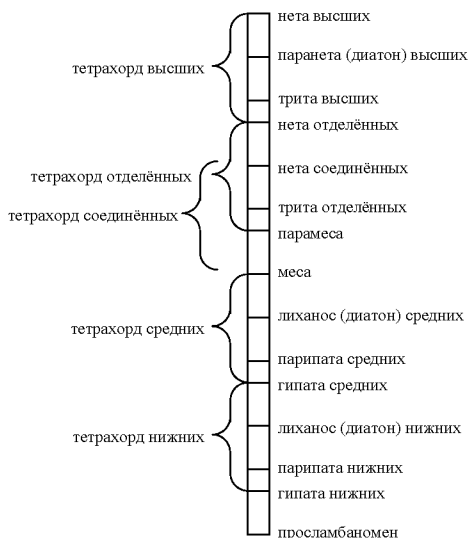 нета высших
паранета (диатон) высших
тетрахорд высших
трита высших
нета отделённых
нета соединённых
тетрахорд отделённых
трита отделённых
тетрахорд соединённых
парамеса
меса
лиханос (диатон) средних
тетрахорд средних
парипата средних
гипата средних
лиханос (диатон) нижних
тетрахорд нижних
парипата нижних
гипата нижних
просламбаномен